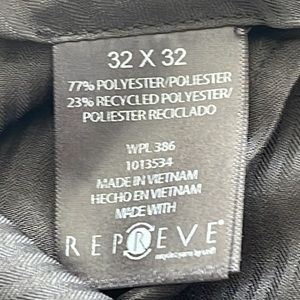 32 X 32
77% POLYESTER/POLIESTER
23% RECYCLED POLYESTER/
POLIESTER RECICLADO
WPL 386
1013534
MADE IN VIETNAM
HECHO EN VIETNAM
MADE WITH
REPREVE®